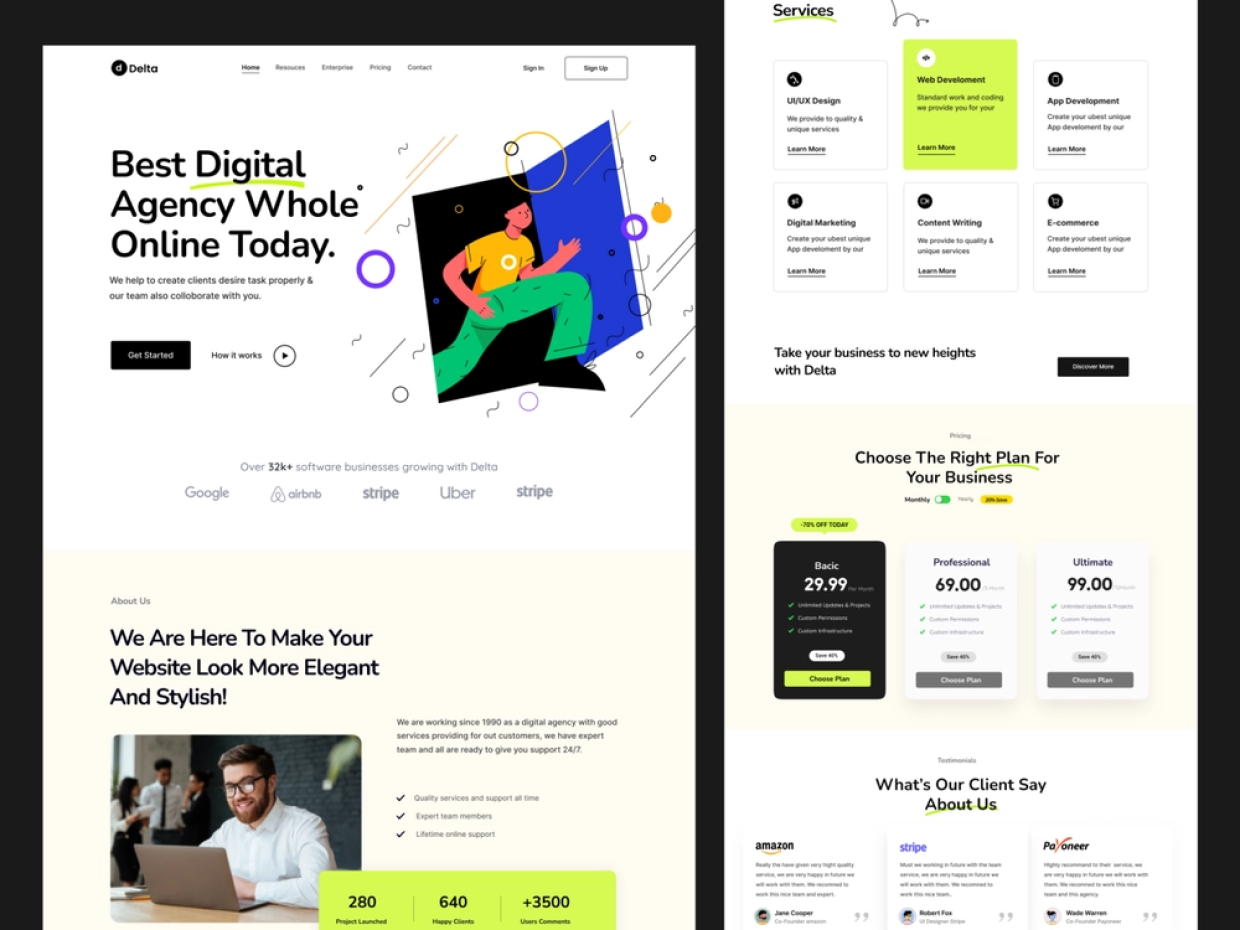 Delta
Home
Resouces
Enterprise
Pricing
Contact
Sign In
Sign Up
Best Digital
Agency Whole
Online Today.
We help to create clients desire task properly &
our team also colloborate with you.
Get Started
How it works
Over 32k+ software businesses growing with Delta
Google
airbnb
stripe
Uber
stripe
About Us
We Are Here To Make Your
Website Look More Elegant
And Stylish!
We are working since 1990 as a digital agency with good
services providing for out customers, we have expert
team and all are ready to give you support 24/7.
Quality services and support all time
Expert team members
Lifetime online support
280
Project Launched
640
Happy Clients
+3500
Users Comments
Services
UI/UX Design
We provide to quality &
unique services
Learn More
Web Develoment
Standard work and coding
we provide you for your
Learn More
App Development
Create your ubest unique
App develoment by our
Learn More
Digital Marketing
Create your ubest unique
App develoment by our
Learn More
Content Writing
We provide to quality &
unique services
Learn More
E-commerce
Create your ubest unique
App develoment by our
Learn More
Take your business to new heights
with Delta
Discover More
Pricing
Choose The Right Plan For
Your Business
Monthly
Yearly
20% Save
-70% OFF TODAY
Bacic
29.99 Per Month
Unlimited Updates & Projects
Custom Permissions
Custom Infrastructure
Save 40%
Choose Plan
Professional
69.00
Unlimited Updates & Projects
Custom Permissions
Custom Infrastructure
Save 40%
Choose Plan
Ultimate
99.00
Unlimited Updates & Projects
Custom Permissions
Custom Infrastructure
Save 40%
Choose Plan
Testimonials
What's Our Client Say
About Us
amazon
Really the have given very hight quality
service, we are very happy in future we
will work with them. We recomned to
work this nice team and expert.
Jane Cooper
Co-Founder amazon
stripe
Must we working in future with the team
service, we are very happy in future we
will work with them. We recomned to
work this nice team..
Robert Fox
UI Designer Stripe
Payoneer
Highly recommand to their service, we
are very happy in future we will work with
them. We recomned to work this nice
team and this agency.
Wade Warren
Co-Founder Payoneer